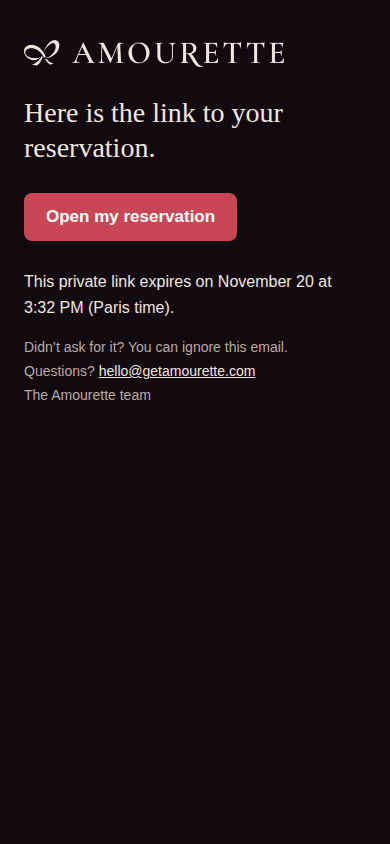 AMOURETTE
Here is the link to your
reservation.
Open my reservation
This private link expires on November 20 at
3:32 PM (Paris time).
Didn’t ask for it? You can ignore this email.
Questions? hello@getamourette.com
The Amourette team